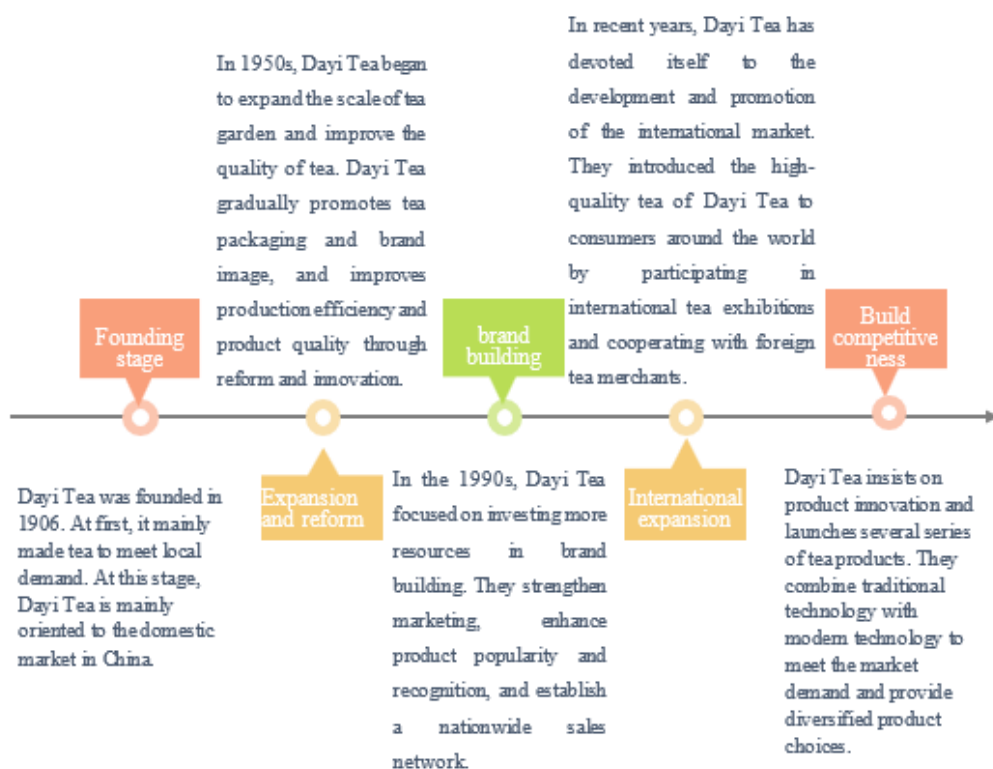 Founding
stage
Dayi Tea was founded in
1906. At first, it mainly
made tea to meet local
demand. At this stage,
Dayi Tea is mainly
oriented to the domestic
market in China.
In 1950s, Dayi Tea began
to expand the scale of tea
garden and improve the
quality of tea. Dayi Tea
gradually promotes tea
packaging and brand
image, and improves
production efficiency and
product quality through
reform and innovation.
Expansion
and reform
brand
building
In the 1990s, Dayi Tea
focused on investing more
resources in brand
building. They strengthen
marketing, enhance
product popularity and
recognition, and establish
a nationwide sales
network.
In recent years, Dayi Tea has
devoted itself to the
development and promotion
of the international market.
They introduced the high-
quality tea of Dayi Tea to
consumers around the world
by participating in
international tea exhibitions
and cooperating with foreign
tea merchants.
International
expansion
Build
competitive
ness
Dayi Tea insists on
product innovation and
launches several series
of tea products. They
combine traditional
technology with
modern technology to
meet the market
demand and provide
diversified product
choices.